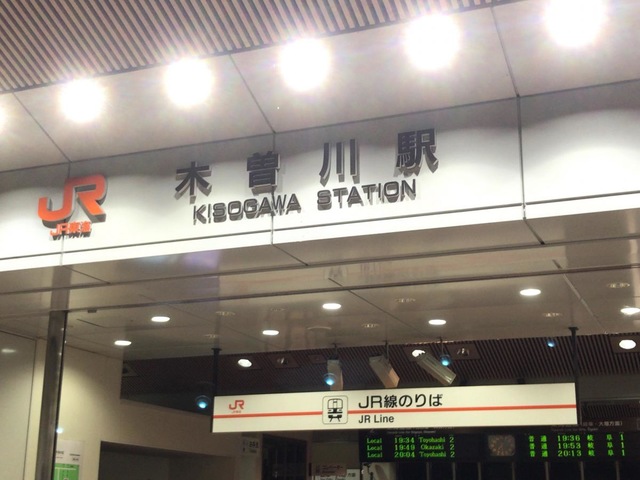 木曽川駅
KISOGAWA STATION
JR
JR東海
JR
JR線のりば
JR Line
Local 19:34 Toyohashi 2
Local 19:49 Okazaki 2
Local 20:04 Toyohashi 2
普通 19:36 岐阜 1
普通 19:53 岐阜 1
普通 20:13 岐阜 1